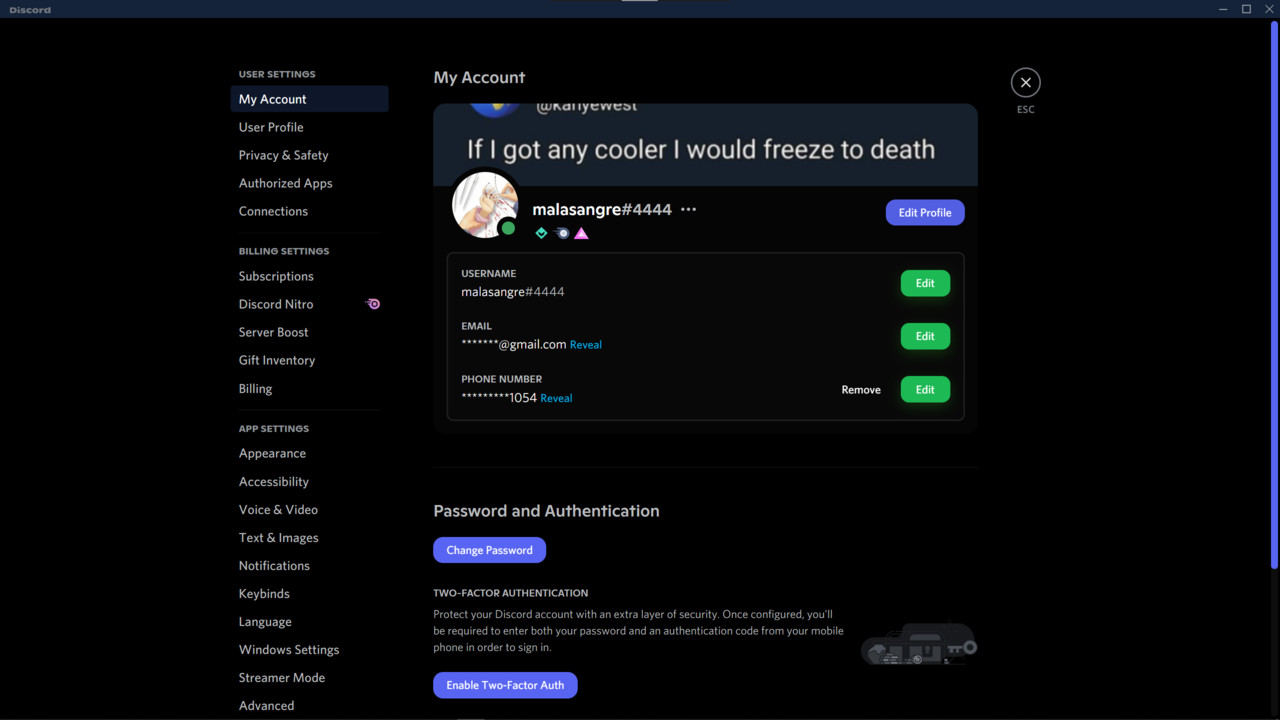 Discord
USER SETTINGS
My Account
User Profile
Privacy & Safety
Authorized Apps
Connections
BILLING SETTINGS
Subscriptions
Discord Nitro
Server Boost
Gift Inventory
Billing
APP SETTINGS
Appearance
Accessibility
Voice & Video
Text & Images
Notifications
Keybinds
Language
Windows Settings
Streamer Mode
Advanced
My Account
ESC
@kanyewest
If I got any cooler I would freeze to death
malasangre#4444
Edit Profile
USERNAME
malasangre#4444
Edit
EMAIL
*******@gmail.com Reveal
Edit
PHONE NUMBER
*********1054 Reveal
Remove
Edit
Password and Authentication
Change Password
TWO-FACTOR AUTHENTICATION
Protect your Discord account with an extra layer of security. Once configured, you'll
be required to enter both your password and an authentication code from your mobile
phone in order to sign in.
Enable Two-Factor Auth